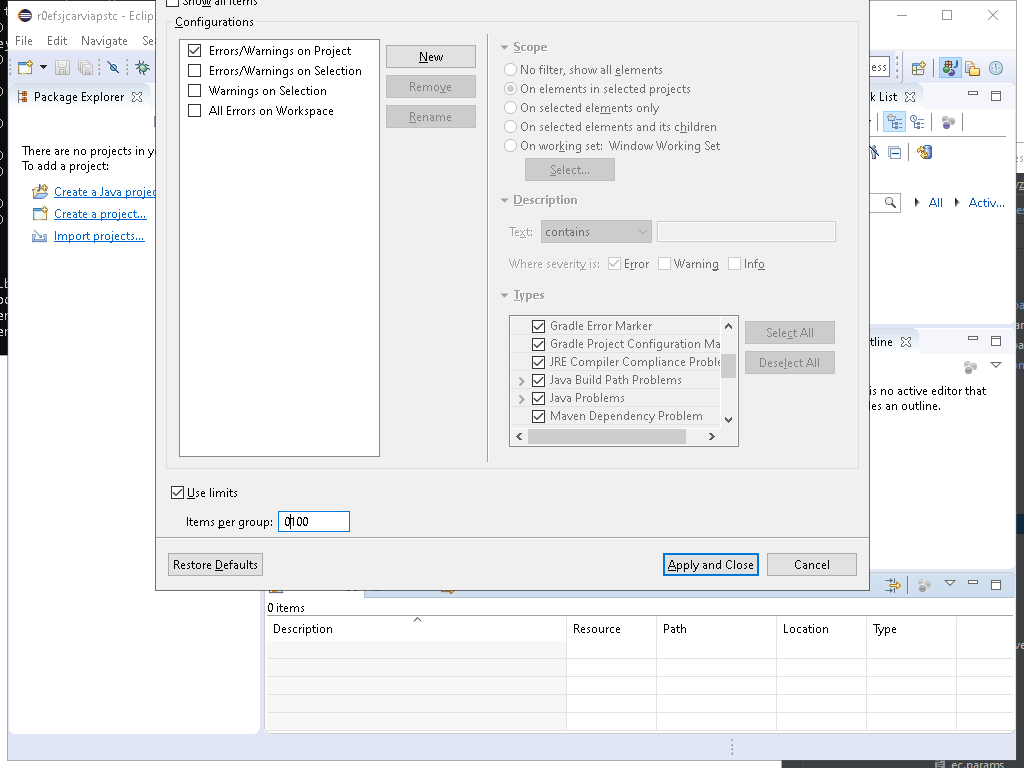 Show all items
r0efsjcarviapstc - Eclip
File Edit Navigate Se
Configurations
Errors/Warnings on Project
Errors/Warnings on Selection
Warnings on Selection
All Errors on Workspace
New
Remove
Rename
Scope
No filter, show all elements
On elements in selected projects
On selected elements only
On selected elements and its children
On working set: Window Working Set
Select...
Description
Text:
contains
Where severity is:
Error
Warning
Info
Types
Gradle Error Marker
Gradle Project Configuration Ma
JRE Compiler Compliance Proble
Java Build Path Problems
Java Problems
Maven Dependency Problem
Select All
Deselect All
Use limits
Items per group:
0100
Restore Defaults
Apply and Close
Cancel
Package Explorer
There are no projects in y
To add a project:
Create a Java projec
Create a project...
Import projects...
ess
k List
All
Activ...
tline
is no active editor that
les an outline.
0 items
Description Resource Path Location Type
ec.params